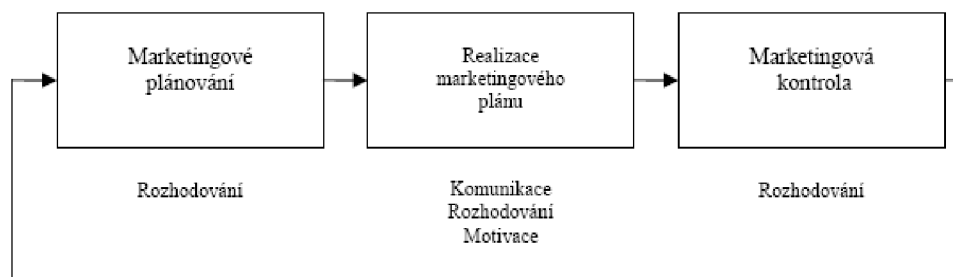 Marketingové
plánování
Realizace
marketingového
plánu
Marketingová
kontrola
Rozhodování
Komunikace
Rozhodování
Motivace
Rozhodování